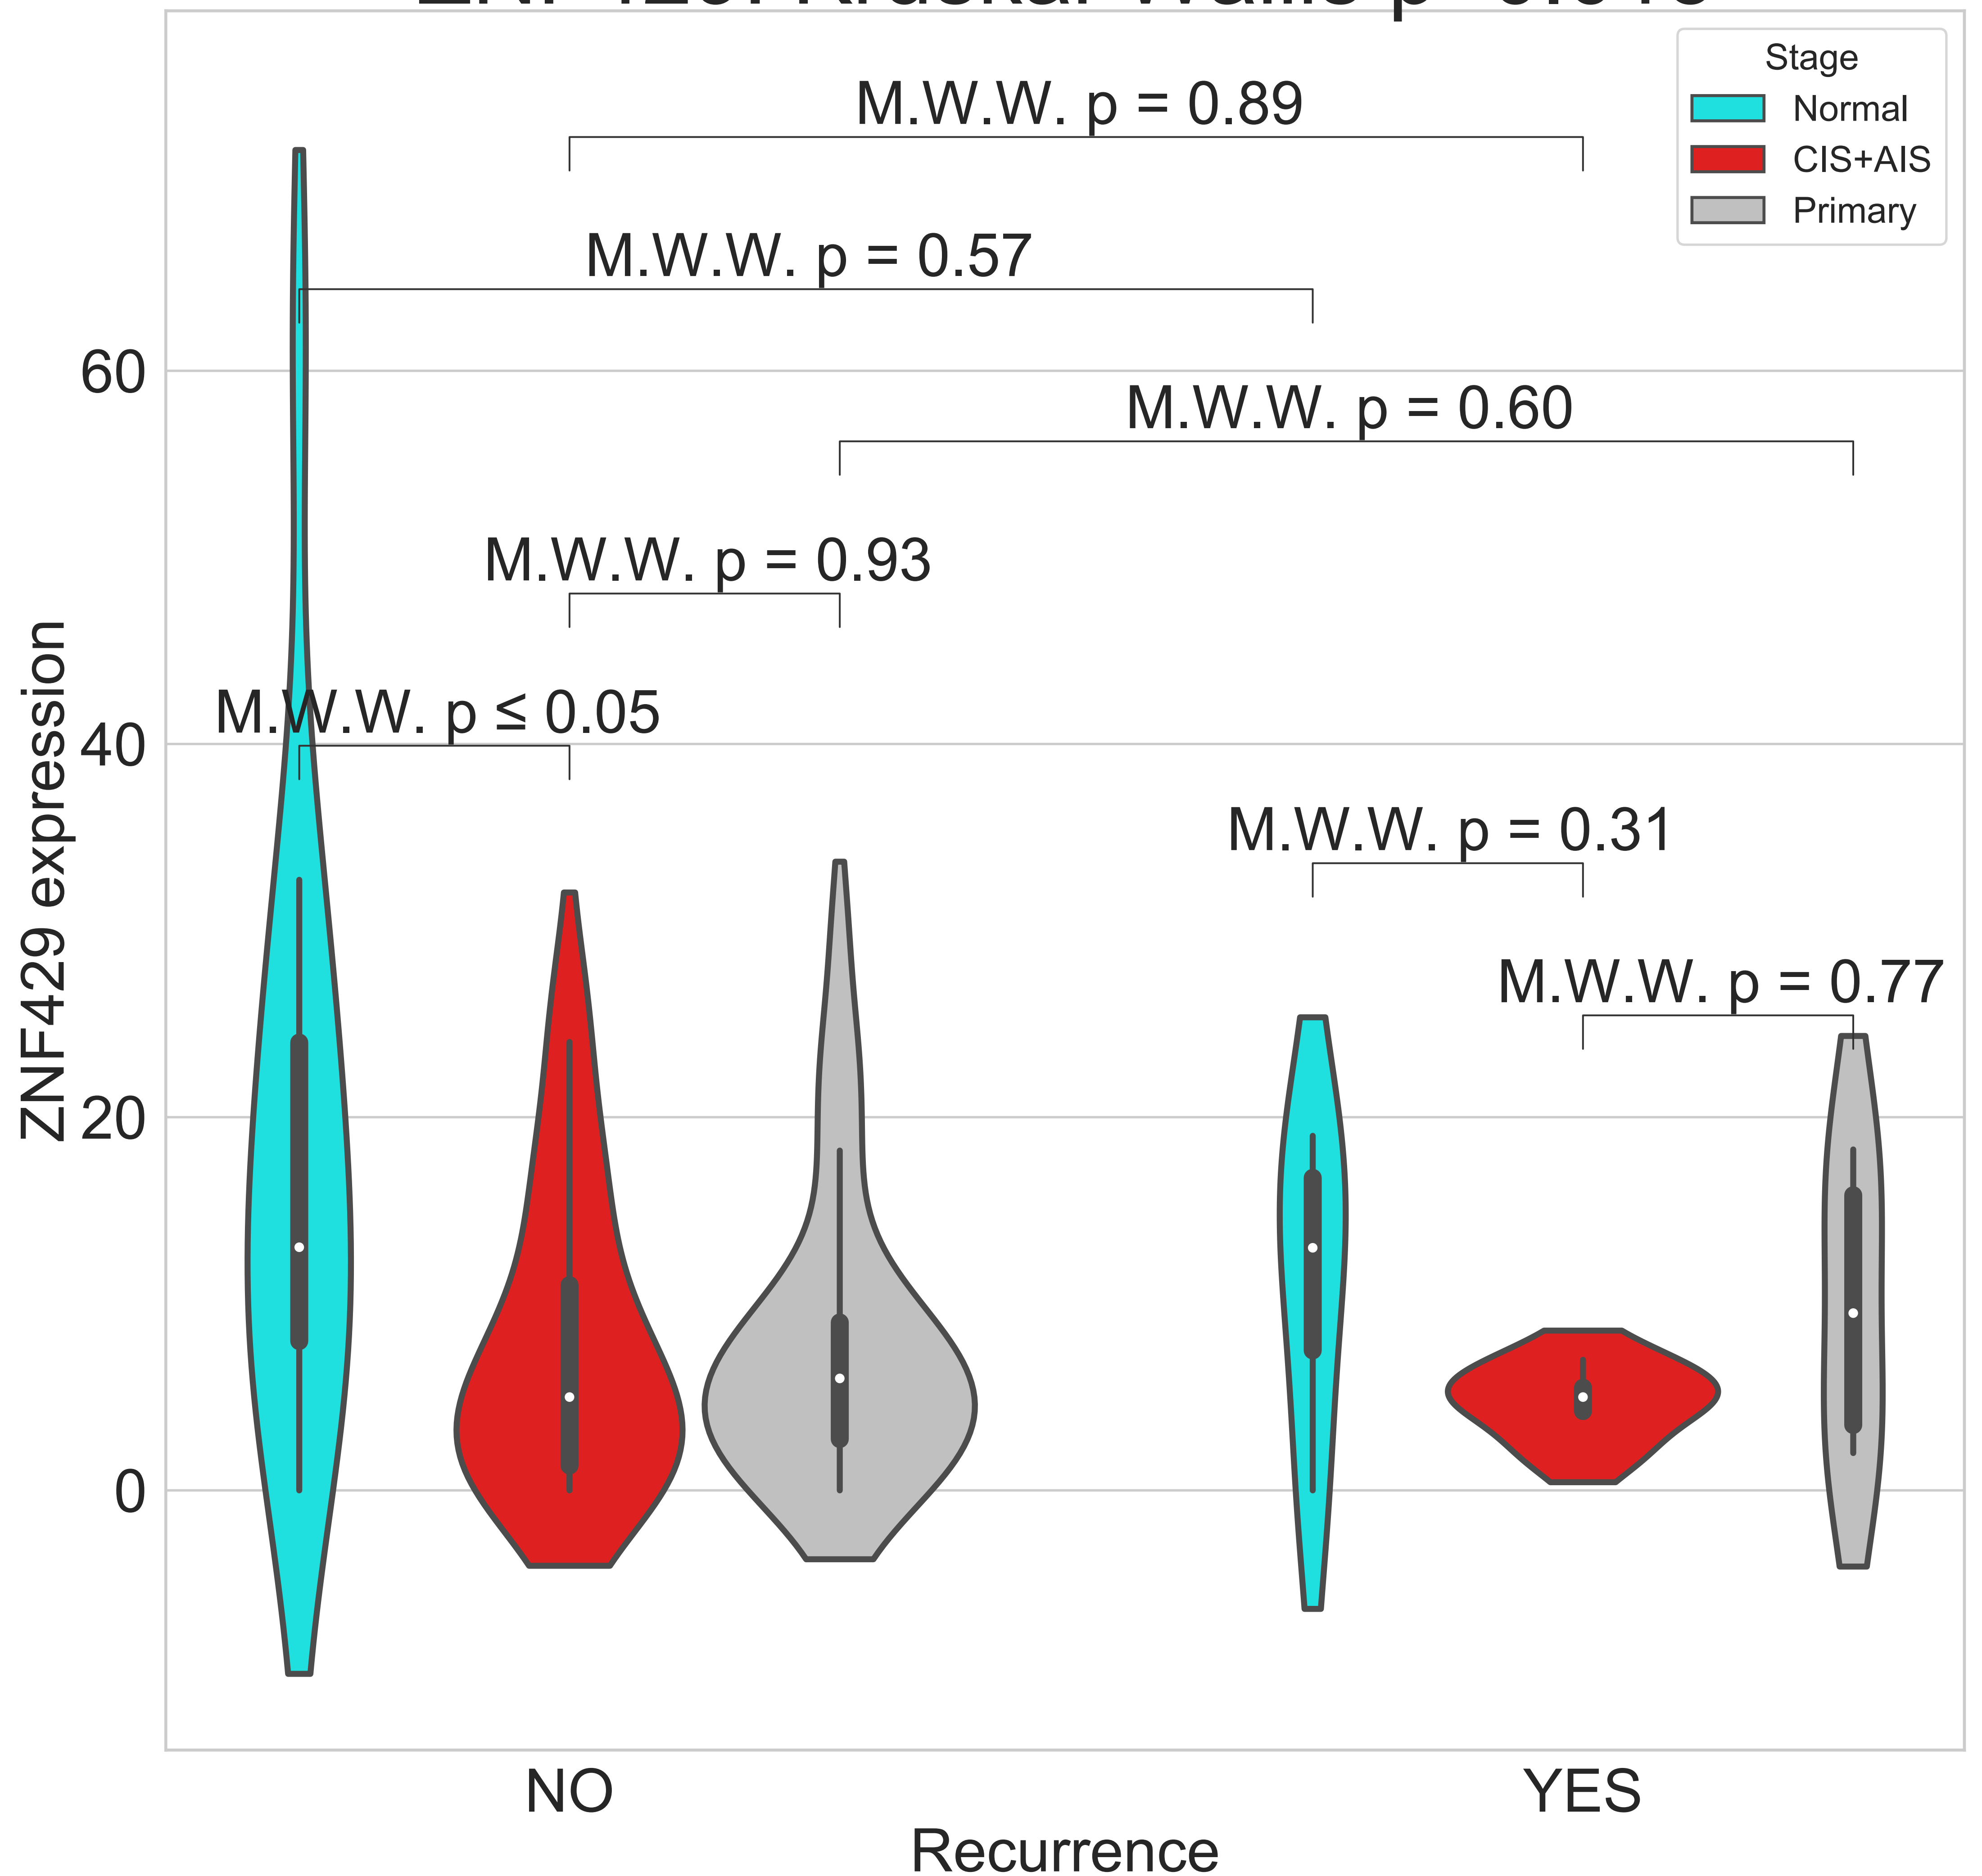 Stage
Normal
CIS+AIS
Primary
M.W.W. p = 0.89
M.W.W. p = 0.57
60
M.W.W. p = 0.60
M.W.W. p = 0.93
M.W.W. p ≤ 0.05
40
M.W.W. p = 0.31
M.W.W. p = 0.77
20
0
ZNF429 expression
NO
YES
Recurrence